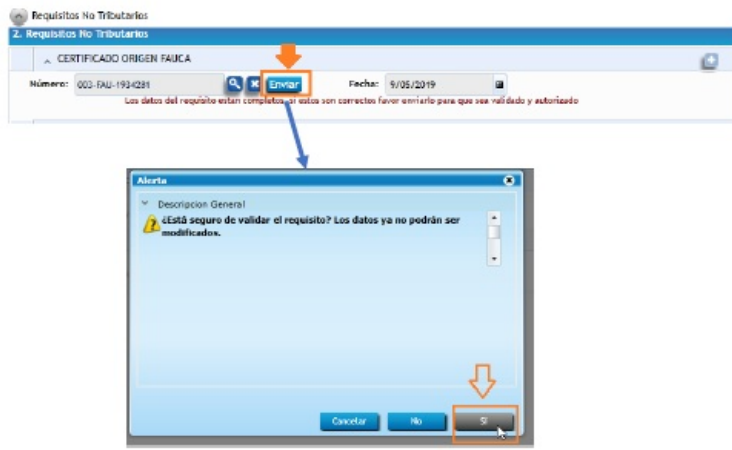 Requisitos No Tributarios
2. Requisitos No Tributarios
CERTIFICADO ORIGEN FAUCA
Número: 003-FAU-1934281 Enviar Fecha: 9/05/2019
Los datos del requisito estan completos, si estos son correctos favor enviarlo para que sea validado y autorizado
Alerta
Descripcion General
¿Está seguro de validar el requisito? Los datos ya no podrán ser
modificados.
Cancelar No Si